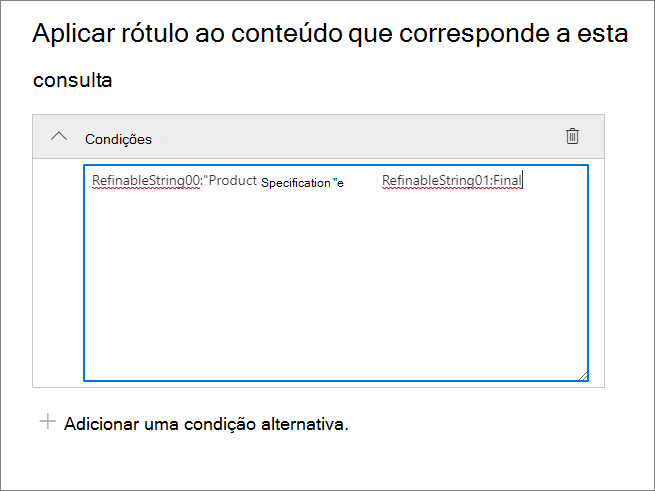 Aplicar rótulo ao conteúdo que corresponde a esta
consulta
Condições
RefinableString00:"Product Specification "e RefinableString01:Final
Adicionar uma condição alternativa.